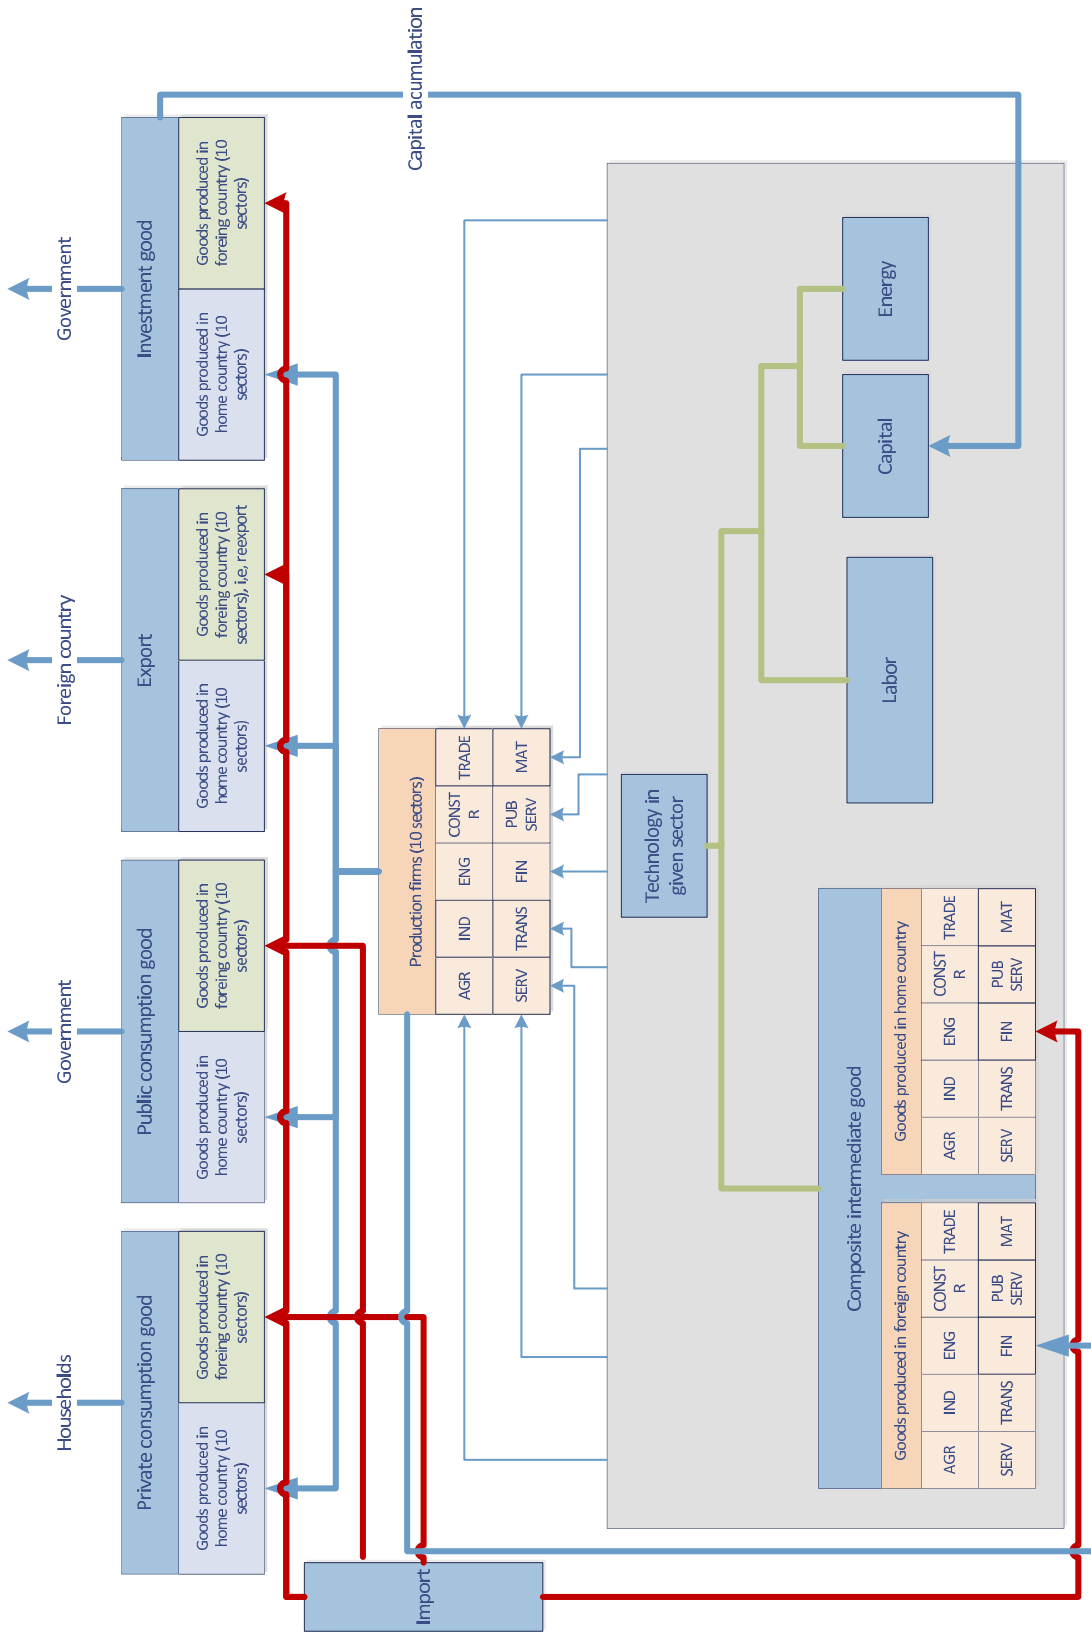 Households
Government
Foreign country
Government
Private consumption good
Public consumption good
Export
Investment good
Goods produced in
home country (10
sectors)
Goods produced in
foreing country (10
sectors)
Goods produced in
home country (10
sectors)
Goods produced in
foreing country (10
sectors)
Goods produced in
home country (10
sectors)
Goods produced in
foreing country (10
sectors), i,e, reexport
Goods produced in
home country (10
sectors)
Goods produced in
foreing country (10
sectors)
Capital acumulation
Import
Production firms (10 sectors)
AGR
IND
ENG
CONST
R
TRADE
SERV
TRANS
FIN
PUB
SERV
MAT
Technology in
given sector
Composite intermediate good
Labor
Capital
Energy
Goods produced in foreign country
AGR
IND
ENG
CONST
R
TRADE
SERV
TRANS
FIN
PUB
SERV
MAT
Goods produced in home country
AGR
IND
ENG
CONST
R
TRADE
SERV
TRANS
FIN
PUB
SERV
MAT